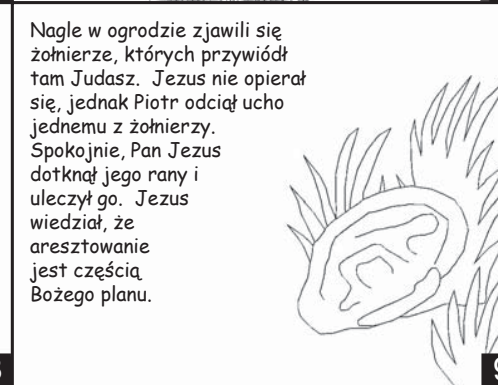 Nagle w ogrodzie zjawili się
żołnierze, których przywiódł
tam Judasz.  Jezus nie opierał
się, jednak Piotr odciął ucho
jednemu z żołnierzy.
Spokojnie, Pan Jezus
dotknął jego rany i
uleczył go.  Jezus
wiedział, że
aresztowanie
jest częścią
Bożego planu.